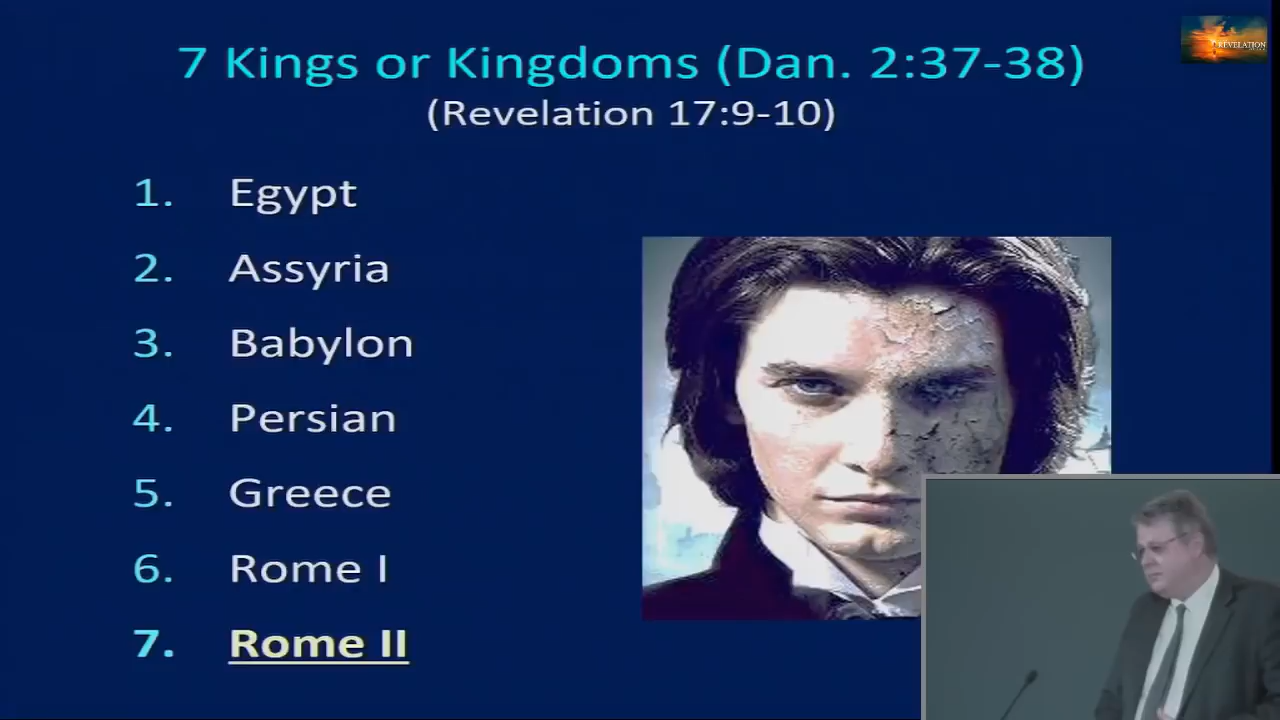 7 Kings or Kingdoms (Dan. 2:37-38)
(Revelation 17:9-10)
1. Egypt
2. Assyria
3. Babylon
4. Persian
5. Greece
6. Rome I
7. Rome II
REVELATION